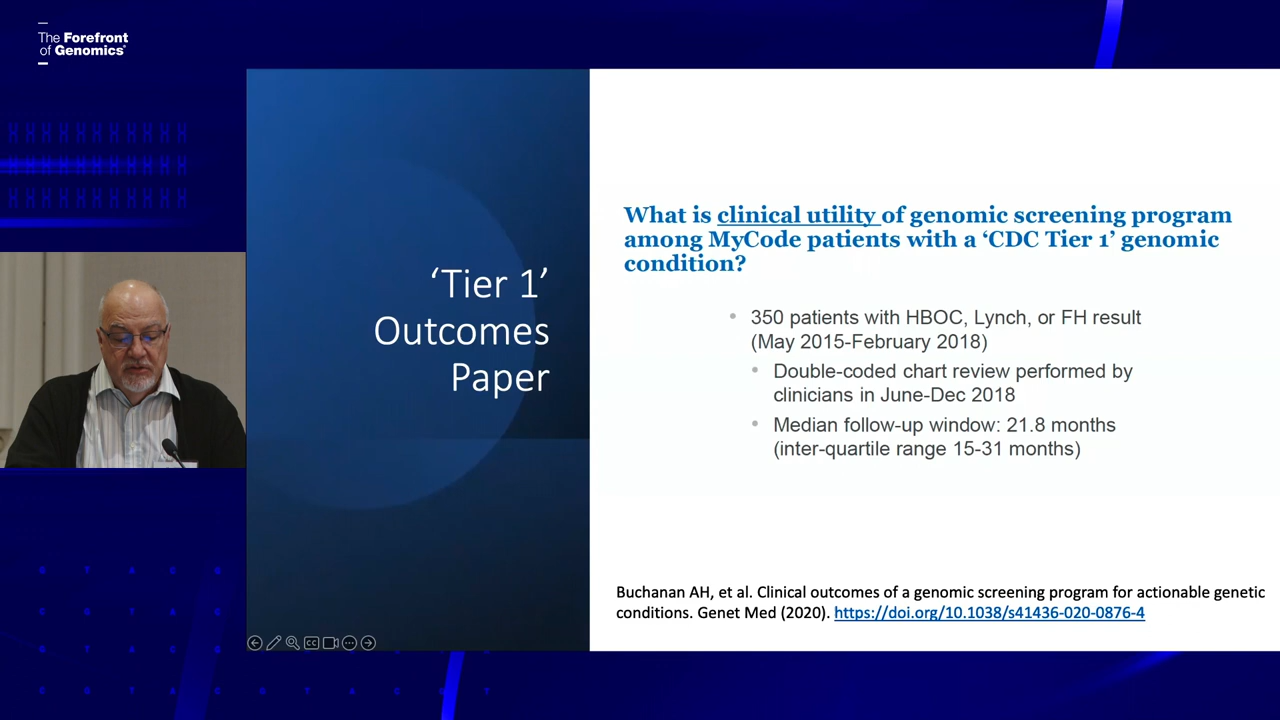 The Forefront
of Genomics®
'Tier 1'
Outcomes
Paper
What is clinical utility of genomic screening program
among MyCode patients with a 'CDC Tier 1' genomic
condition?
• 350 patients with HBOC, Lynch, or FH result
(May 2015-February 2018)
• Double-coded chart review performed by
clinicians in June-Dec 2018
• Median follow-up window: 21.8 months
(inter-quartile range 15-31 months)
Buchanan AH, et al. Clinical outcomes of a genomic screening program for actionable genetic
conditions. Genet Med (2020). https://doi.org/10.1038/s41436-020-0876-4